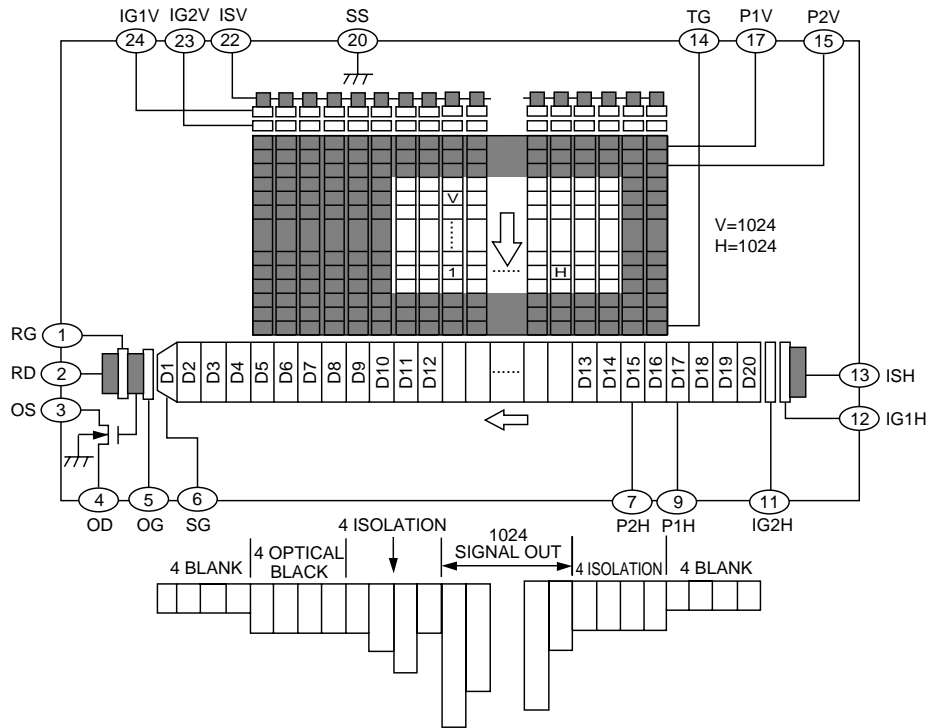 IG1V IG2V ISV SS TG P1V P2V
24 23 22 20 14 17 15
V
1 H
V=1024
H=1024
RG 1
RD 2
OS 3
D1 D2 D3 D4 D5 D6 D7 D8 D9 D10 D11 D12 D13 D14 D15 D16 D17 D18 D19 D20
13 ISH
12 IG1H
4 5 6 7 9 11
OD OG SG P2H P1H IG2H
4 BLANK
4 OPTICAL
BLACK
4 ISOLATION
1024
SIGNAL OUT
4 ISOLATION
4 BLANK